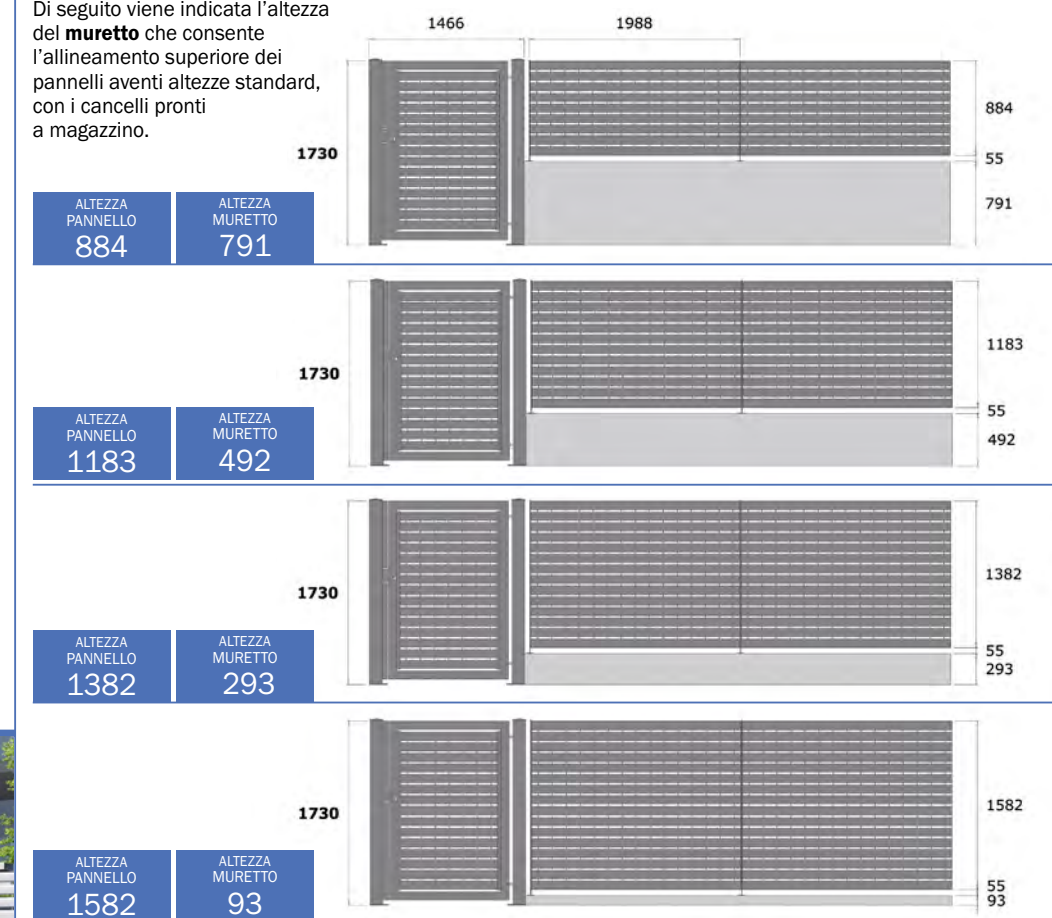 Di seguito viene indicata l'altezza
del muretto che consente
l'allineamento superiore dei
pannelli aventi altezze standard,
con i cancelli pronti
a magazzino.
1466
1988
1730
884
55
791
ALTEZZA
PANNELLO
884
ALTEZZA
MURETTO
791
1730
1183
55
492
ALTEZZA
PANNELLO
1183
ALTEZZA
MURETTO
492
1730
1382
55
293
ALTEZZA
PANNELLO
1382
ALTEZZA
MURETTO
293
1730
1582
55
93
ALTEZZA
PANNELLO
1582
ALTEZZA
MURETTO
93